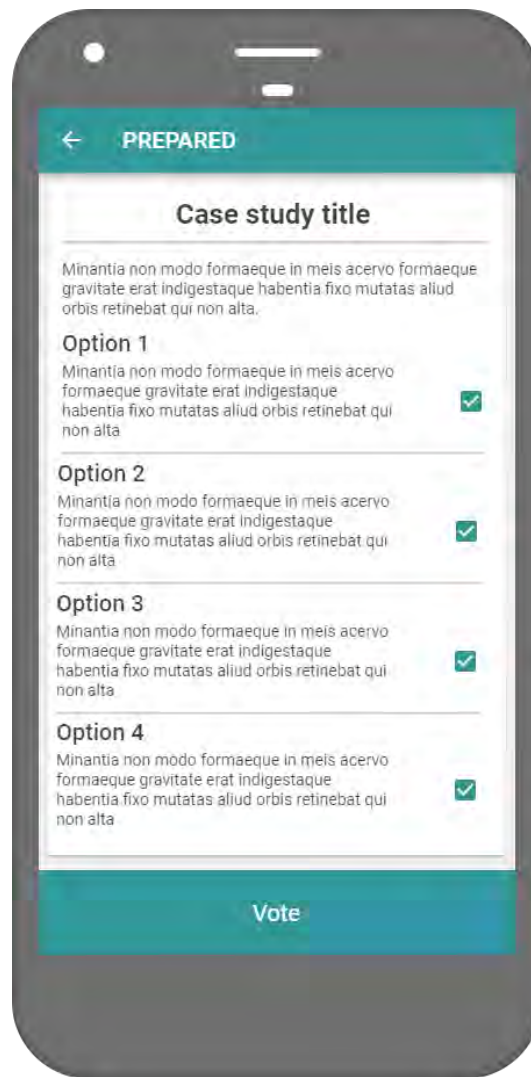 PREPARED
Case study title
Minantia non modo formaeque in meis acervo formaeque
gravitate erat indigestaque habentia fixo mutatas aliud
orbis retinebat qui non alta.
Option 1
Minantia non modo formaeque in meis acervo
formaeque gravitate erat indigestaque
habentia fixo mutatas aliud orbis retinebat qui
non alta
Option 2
Minantia non modo formaeque in meis acervo
formaeque gravitate erat indigestaque
habentia fixo mutatas aliud orbis retinebat qui
non alta
Option 3
Minantia non modo formaeque in meis acervo
formaeque gravitate erat indigestaque
habentia fixo mutatas aliud orbis retinebat qui
non alta
Option 4
Minantia non modo formaeque in meis acervo
formaeque gravitate erat indigestaque
habentia fixo mutatas aliud orbis retinebat qui
non alta
Vote